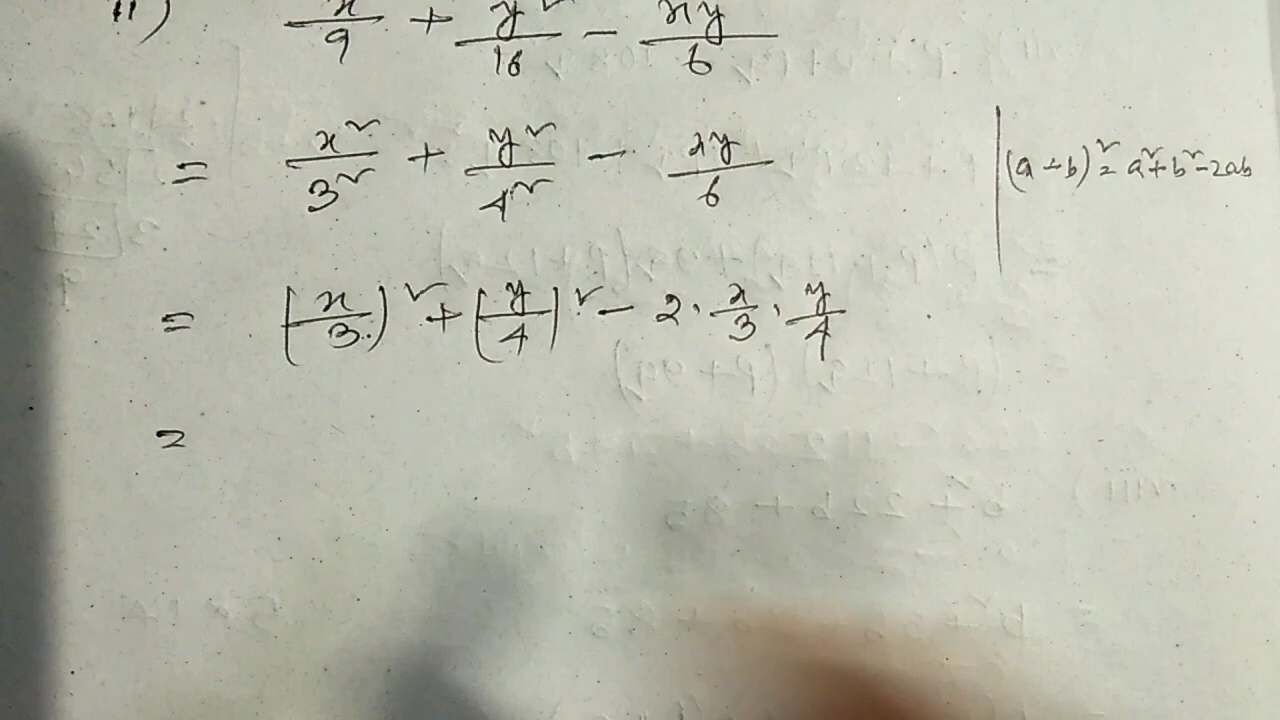 ii) x²/9 + y²/16 - xy/6
= x²/3² + y²/4² - xy/6 | (a-b)² = a²+b²-2ab
= (x/3)² + (y/4)² - 2·x/3·y/4
=